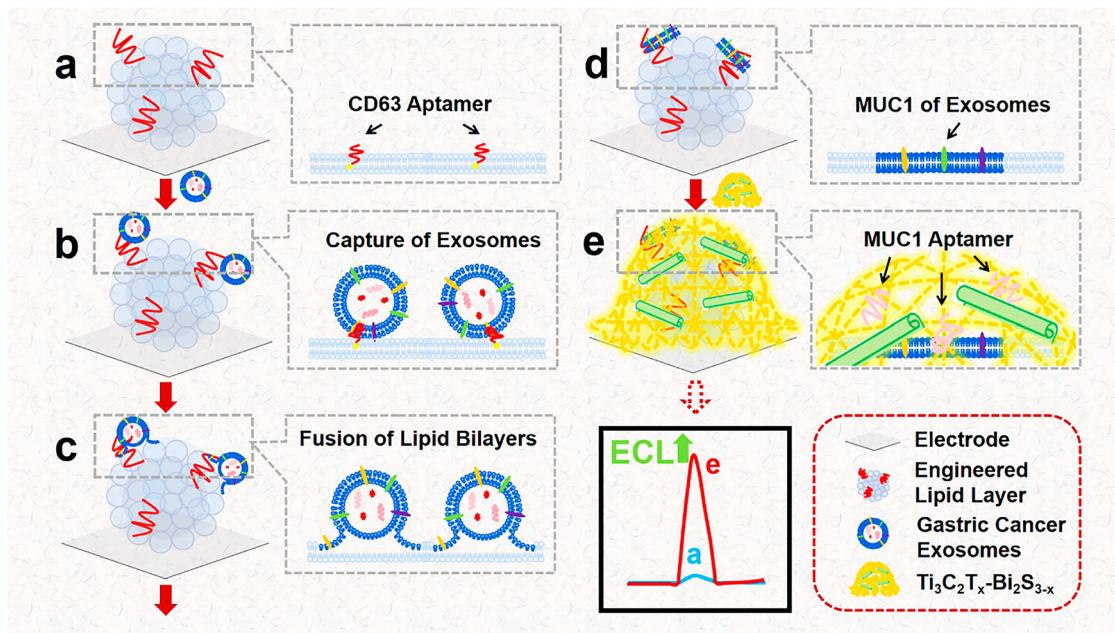 a
CD63 Aptamer
b
Capture of Exosomes
c
Fusion of Lipid Bilayers
d
MUC1 of Exosomes
e
MUC1 Aptamer
ECL
e
a
Electrode
Engineered
Lipid Layer
Gastric Cancer
Exosomes
Ti₃C₂Tₓ-Bi₂S₃₋ₓ